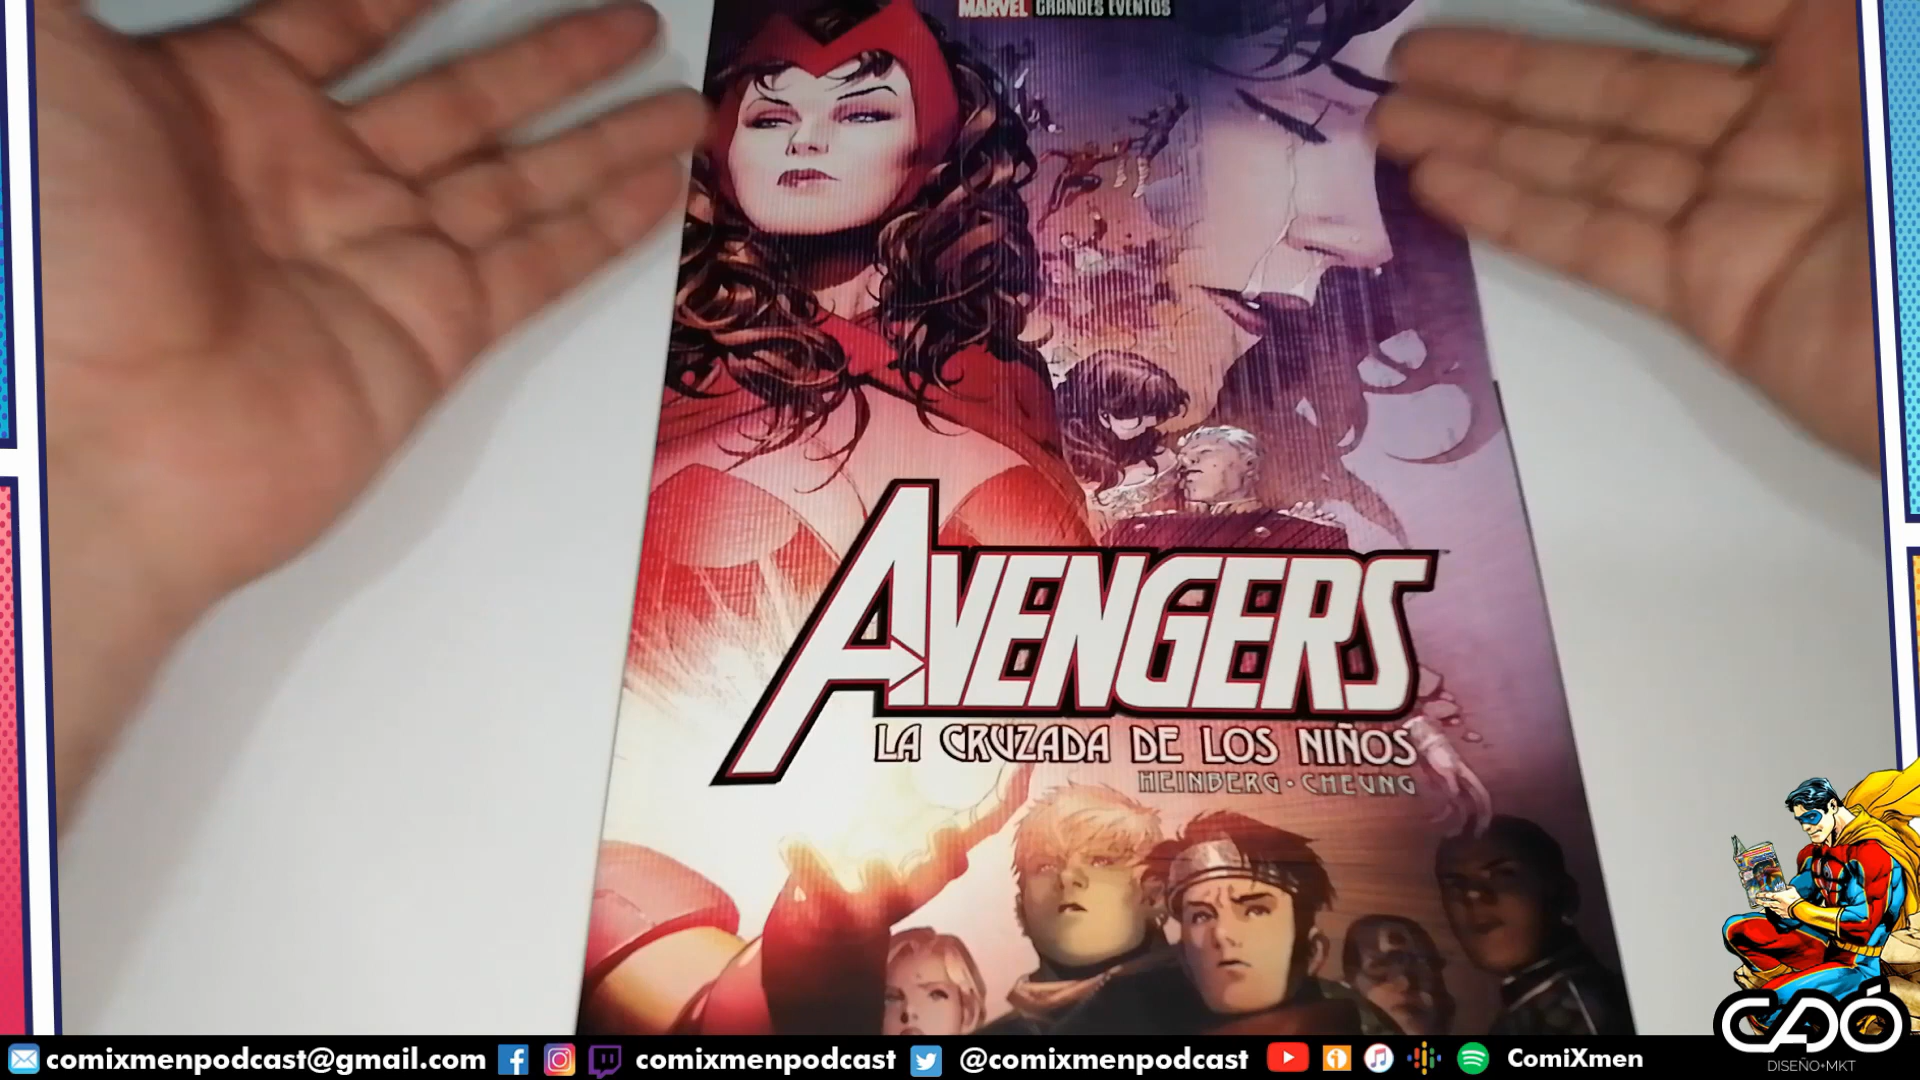 MARVEL GRANDES EVENTOS
AVENGERS
LA CRUZADA DE LOS NIÑOS
HEINBERG · CHEUNG
CAÓ
DISEÑO+MKT
comixmenpodcast@gmail.com comixmenpodcast @comixmenpodcast ComiXmen